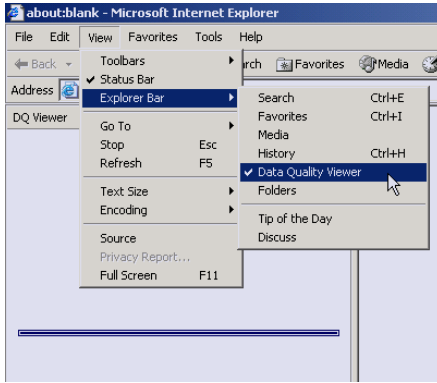 about:blank - Microsoft Internet Explorer
File Edit View Favorites Tools Help
Back Favorites Media
Address
DQ Viewer
Toolbars
Status Bar
Explorer Bar
Go To
Stop Esc
Refresh F5
Text Size
Encoding
Source
Privacy Report...
Full Screen F11
Search Ctrl+E
Favorites Ctrl+I
Media
History Ctrl+H
Data Quality Viewer
Folders
Tip of the Day
Discuss